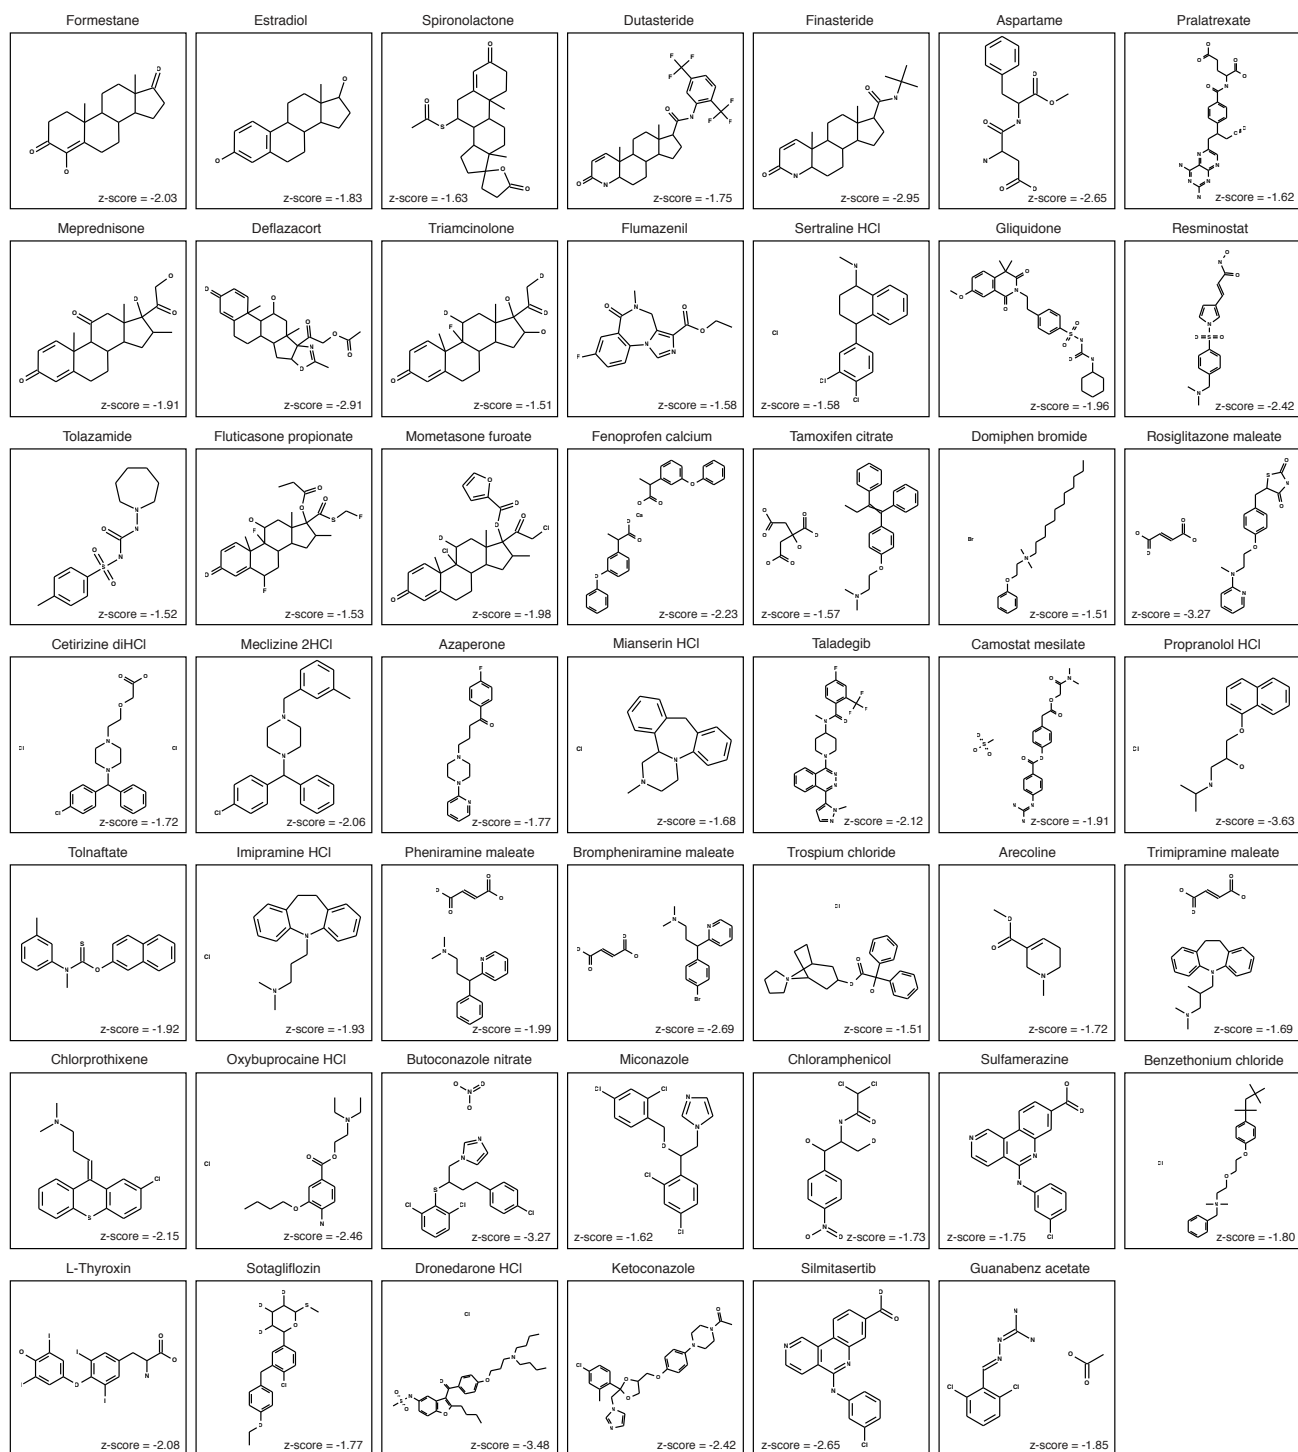 Formestane Estradiol Spironolactone Dutasteride Finasteride Aspartame Pralatrexate
z-score = -2.03 z-score = -1.83 z-score = -1.63 z-score = -1.75 z-score = -2.95 z-score = -2.65 z-score = -1.62
Meprednisone Deflazacort Triamcinolone Flumazenil Sertraline HCl Gliquidone Resminostat
z-score = -1.91 z-score = -2.91 z-score = -1.51 z-score = -1.58 z-score = -1.58 z-score = -1.96 z-score = -2.42
Tolazamide Fluticasone propionate Mometasone furoate Fenoprofen calcium Tamoxifen citrate Domiphen bromide Rosiglitazone maleate
z-score = -1.52 z-score = -1.53 z-score = -1.98 z-score = -2.23 z-score = -1.57 z-score = -1.51 z-score = -3.27
Cetirizine diHCl Meclizine 2HCl Azaperone Mianserin HCl Taladegib Camostat mesilate Propranolol HCl
z-score = -1.72 z-score = -2.06 z-score = -1.77 z-score = -1.68 z-score = -2.12 z-score = -1.91 z-score = -3.63
Tolnaftate Imipramine HCl Pheniramine maleate Brompheniramine maleate Trospium chloride Arecoline Trimipramine maleate
z-score = -1.92 z-score = -1.93 z-score = -1.99 z-score = -2.69 z-score = -1.51 z-score = -1.72 z-score = -1.69
Chlorprothixene Oxybuprocaine HCl Butoconazole nitrate Miconazole Chloramphenicol Sulfamerazine Benzethonium chloride
z-score = -2.15 z-score = -2.46 z-score = -3.27 z-score = -1.62 z-score = -1.73 z-score = -1.75 z-score = -1.80
L-Thyroxin Sotagliflozin Dronedarone HCl Ketoconazole Silmitasertib Guanabenz acetate
z-score = -2.08 z-score = -1.77 z-score = -3.48 z-score = -2.42 z-score = -2.65 z-score = -1.85